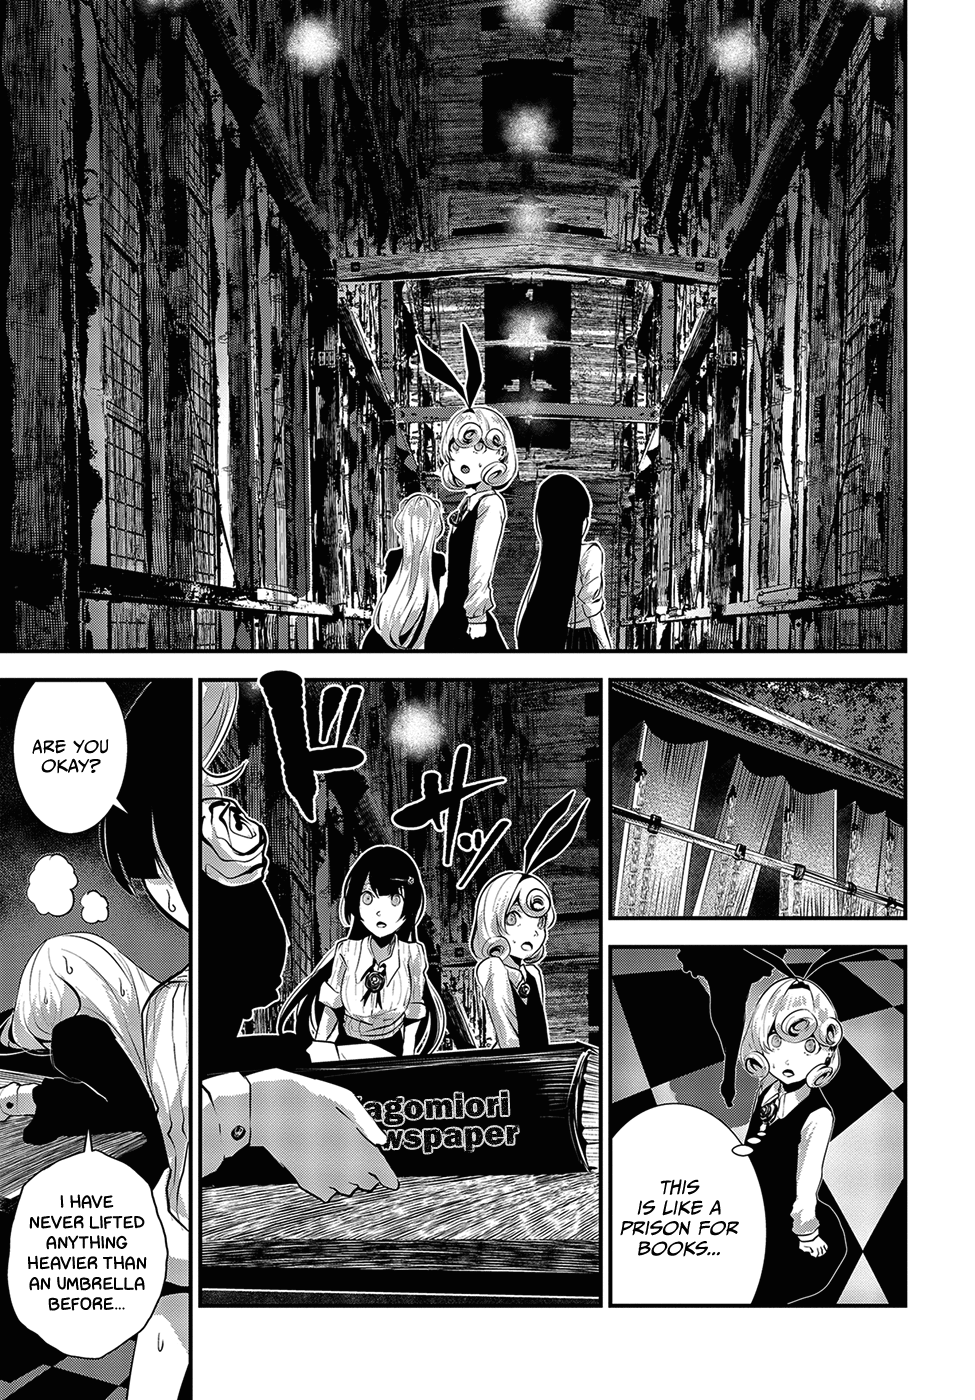 THIS
IS LIKE A
PRISON FOR
BOOKS...
ドサッ
agomiori
wspaper
ARE YOU
OKAY?
I HAVE
NEVER LIFTED
ANYTHING
HEAVIER THAN
AN UMBRELLA
BEFORE...